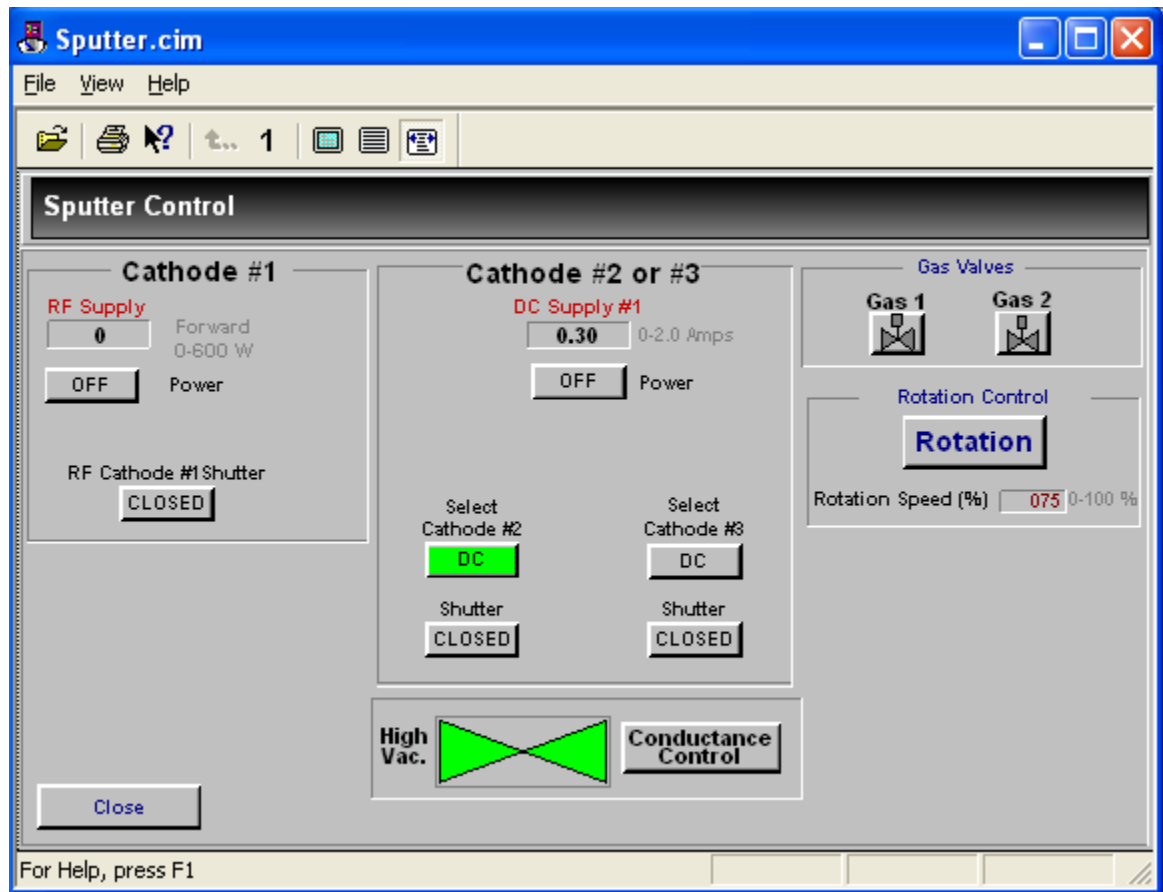 Sputter.cim
File View Help
1
Sputter Control
Cathode #1
RF Supply
0
Forward
0-600 W
OFF
Power
RF Cathode #1Shutter
CLOSED
Cathode #2 or #3
DC Supply #1
0.30
0-2.0 Amps
OFF
Power
Select
Cathode #2
DC
Shutter
CLOSED
Select
Cathode #3
DC
Shutter
CLOSED
Gas Valves
Gas 1
Gas 2
Rotation Control
Rotation
Rotation Speed (%) 075 0-100 %
High
Vac.
Conductance
Control
Close
For Help, press F1